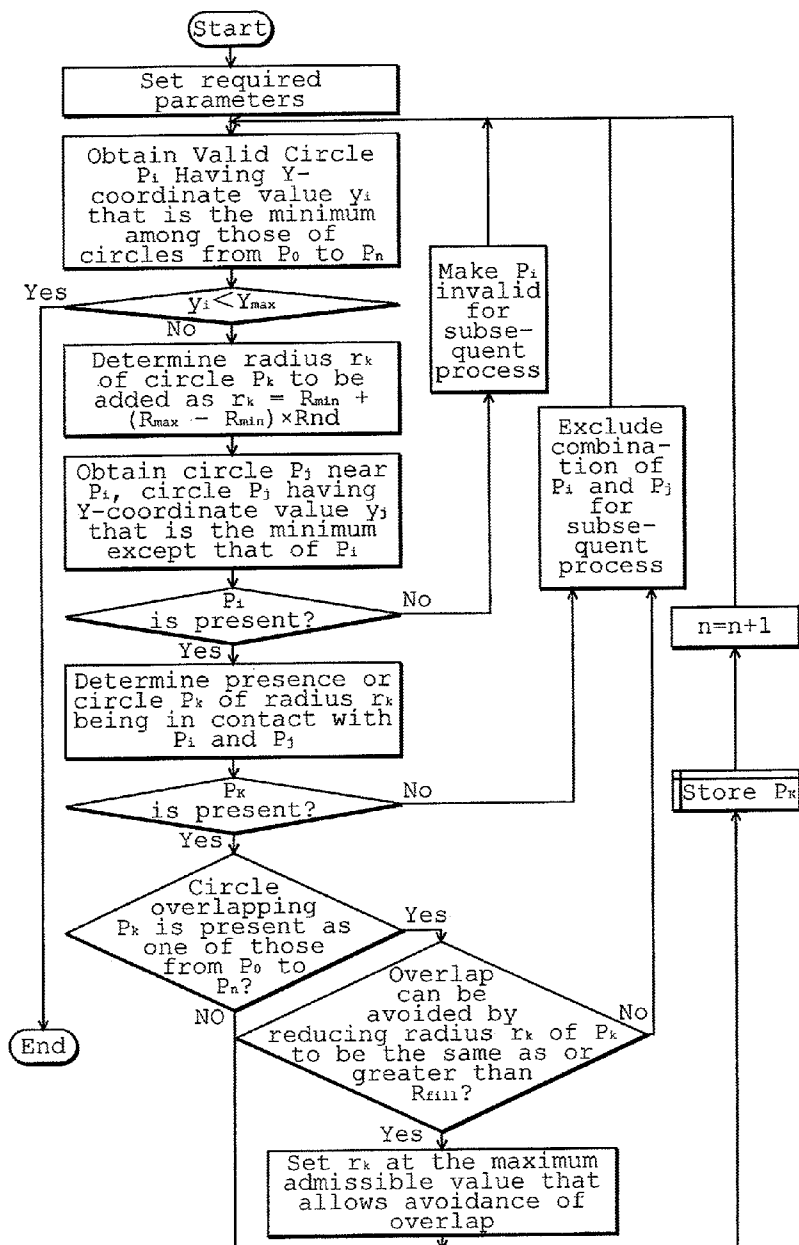 Start
Set required
parameters
Obtain Valid Circle
Pi Having Y-
coordinate value yi
that is the minimum
among those of
circles from P0 to Pn
Yes
yi<Ymax
No
Determine radius rk
of circle Pk to be
added as rk = Rmin +
(Rmax - Rmin)×Rnd
Obtain circle Pj near
Pi, circle Pj having
Y-coordinate value yj
that is the minimum
except that of Pi
Pi
is present?
No
Yes
Make Pi
invalid
for
subse-
quent
process
Determine presence or
circle Pk of radius rk
being in contact with
Pi and Pj
PK
is present?
No
Yes
Exclude
combina-
tion of
Pi and Pj
for
subse-
quent
process
Circle
overlapping
Pk is present as
one of those
from P0 to
Pn?
Yes
NO
Overlap
can be
avoided by
reducing radius rk of Pk
to be the same as or
greater than
Rfill?
No
Yes
Set rk at the maximum
admissible value that
allows avoidance of
overlap
Store PK
n=n+1
End